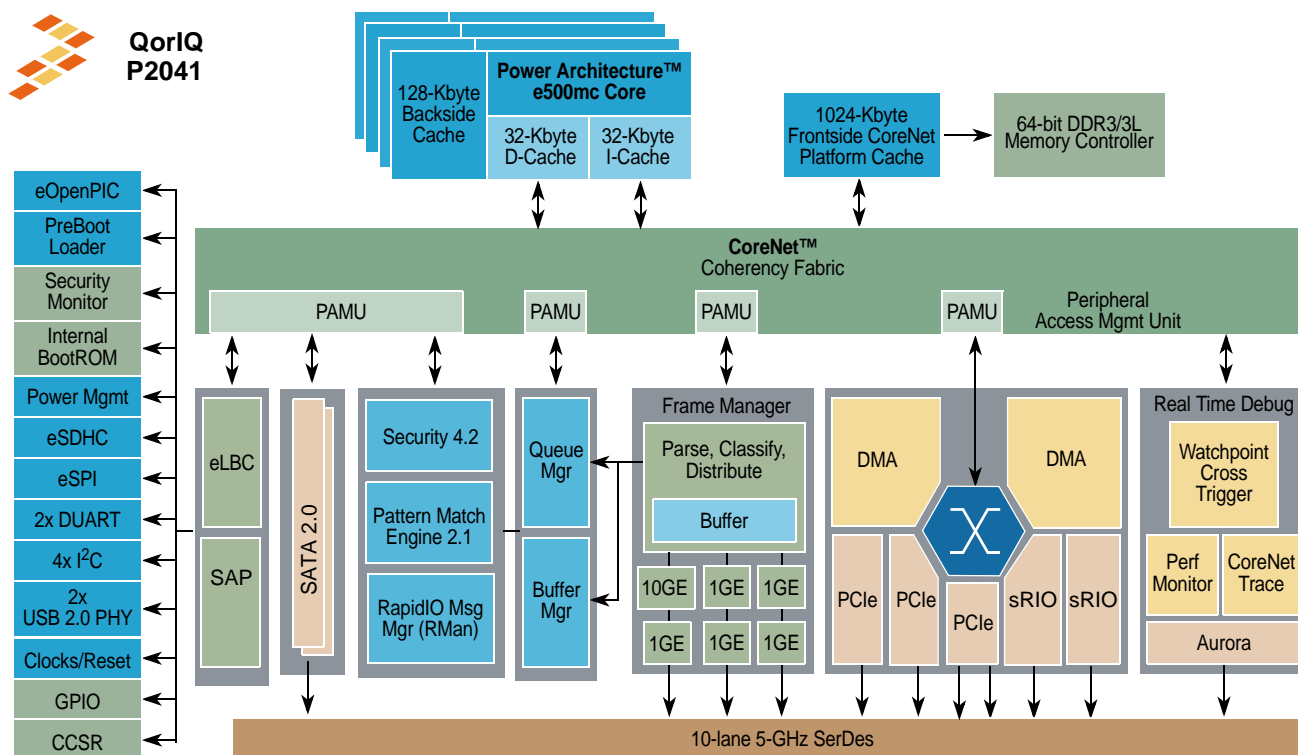 QorIQ
P2041
128-Kbyte
Backside
Cache
Power Architecture™
e500mc Core
32-Kbyte
D-Cache
32-Kbyte
I-Cache
1024-Kbyte
Frontside CoreNet
Platform Cache
64-bit DDR3/3L
Memory Controller
eOpenPIC
PreBoot
Loader
Security
Monitor
Internal
BootROM
Power Mgmt
eSDHC
eSPI
2x DUART
4x I²C
2x
USB 2.0 PHY
Clocks/Reset
GPIO
CCSR
CoreNet™
Coherency Fabric
PAMU
PAMU
PAMU
PAMU
Peripheral
Access Mgmt Unit
eLBC
SAP
SATA 2.0
Security 4.2
Pattern Match
Engine 2.1
RapidIO Msg
Mgr (RMan)
Queue
Mgr
Buffer
Mgr
Frame Manager
Parse, Classify,
Distribute
Buffer
10GE
1GE
1GE
1GE
1GE
1GE
DMA
DMA
PCIe
PCIe
PCIe
sRIO
sRIO
Real Time Debug
Watchpoint
Cross
Trigger
Perf
Monitor
CoreNet
Trace
Aurora
10-lane 5-GHz SerDes